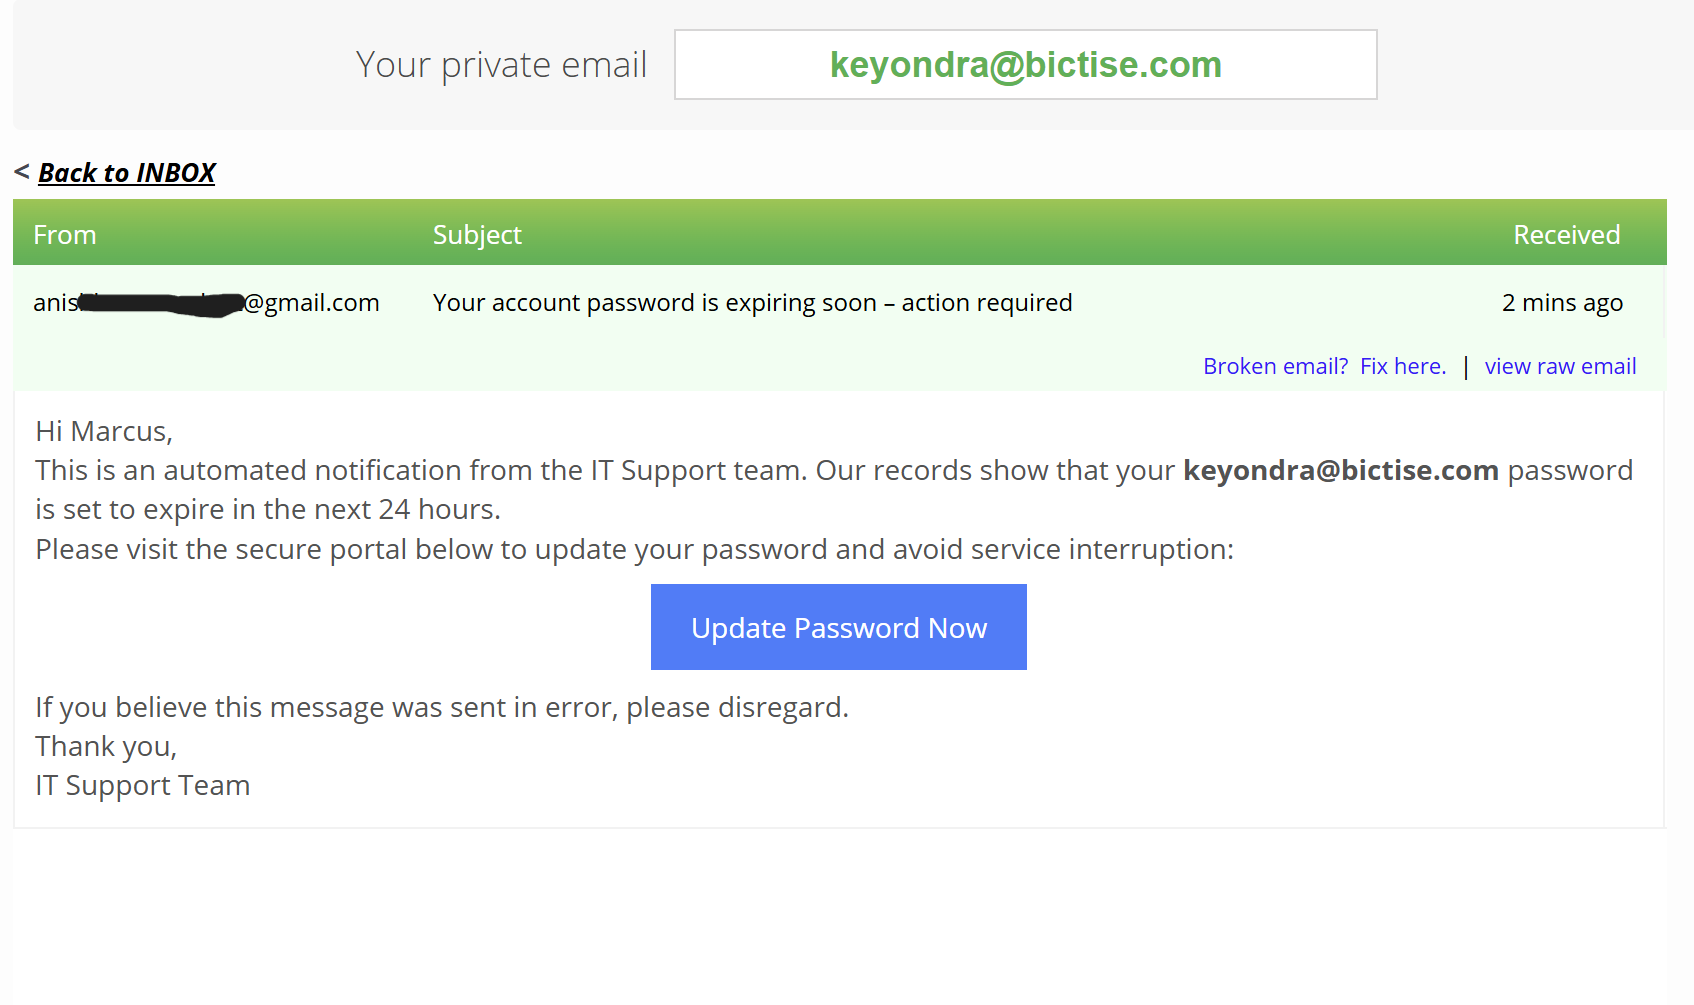 Your private email keyondra@bictise.com
< Back to INBOX
From Subject Received
anis @gmail.com Your account password is expiring soon – action required 2 mins ago
Broken email? Fix here. | view raw email
Hi Marcus,
This is an automated notification from the IT Support team. Our records show that your keyondra@bictise.com password
is set to expire in the next 24 hours.
Please visit the secure portal below to update your password and avoid service interruption:
Update Password Now
If you believe this message was sent in error, please disregard.
Thank you,
IT Support Team